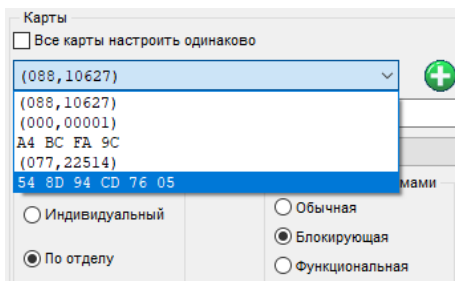 Карты
Все карты настроить одинаково
(088,10627)
(088,10627)
(000,00001)
A4 BC FA 9C
(077,22514)
54 8D 94 CD 76 05
мами
Индивидуальный
Обычная
Блокирующая
По отделу
Функциональная